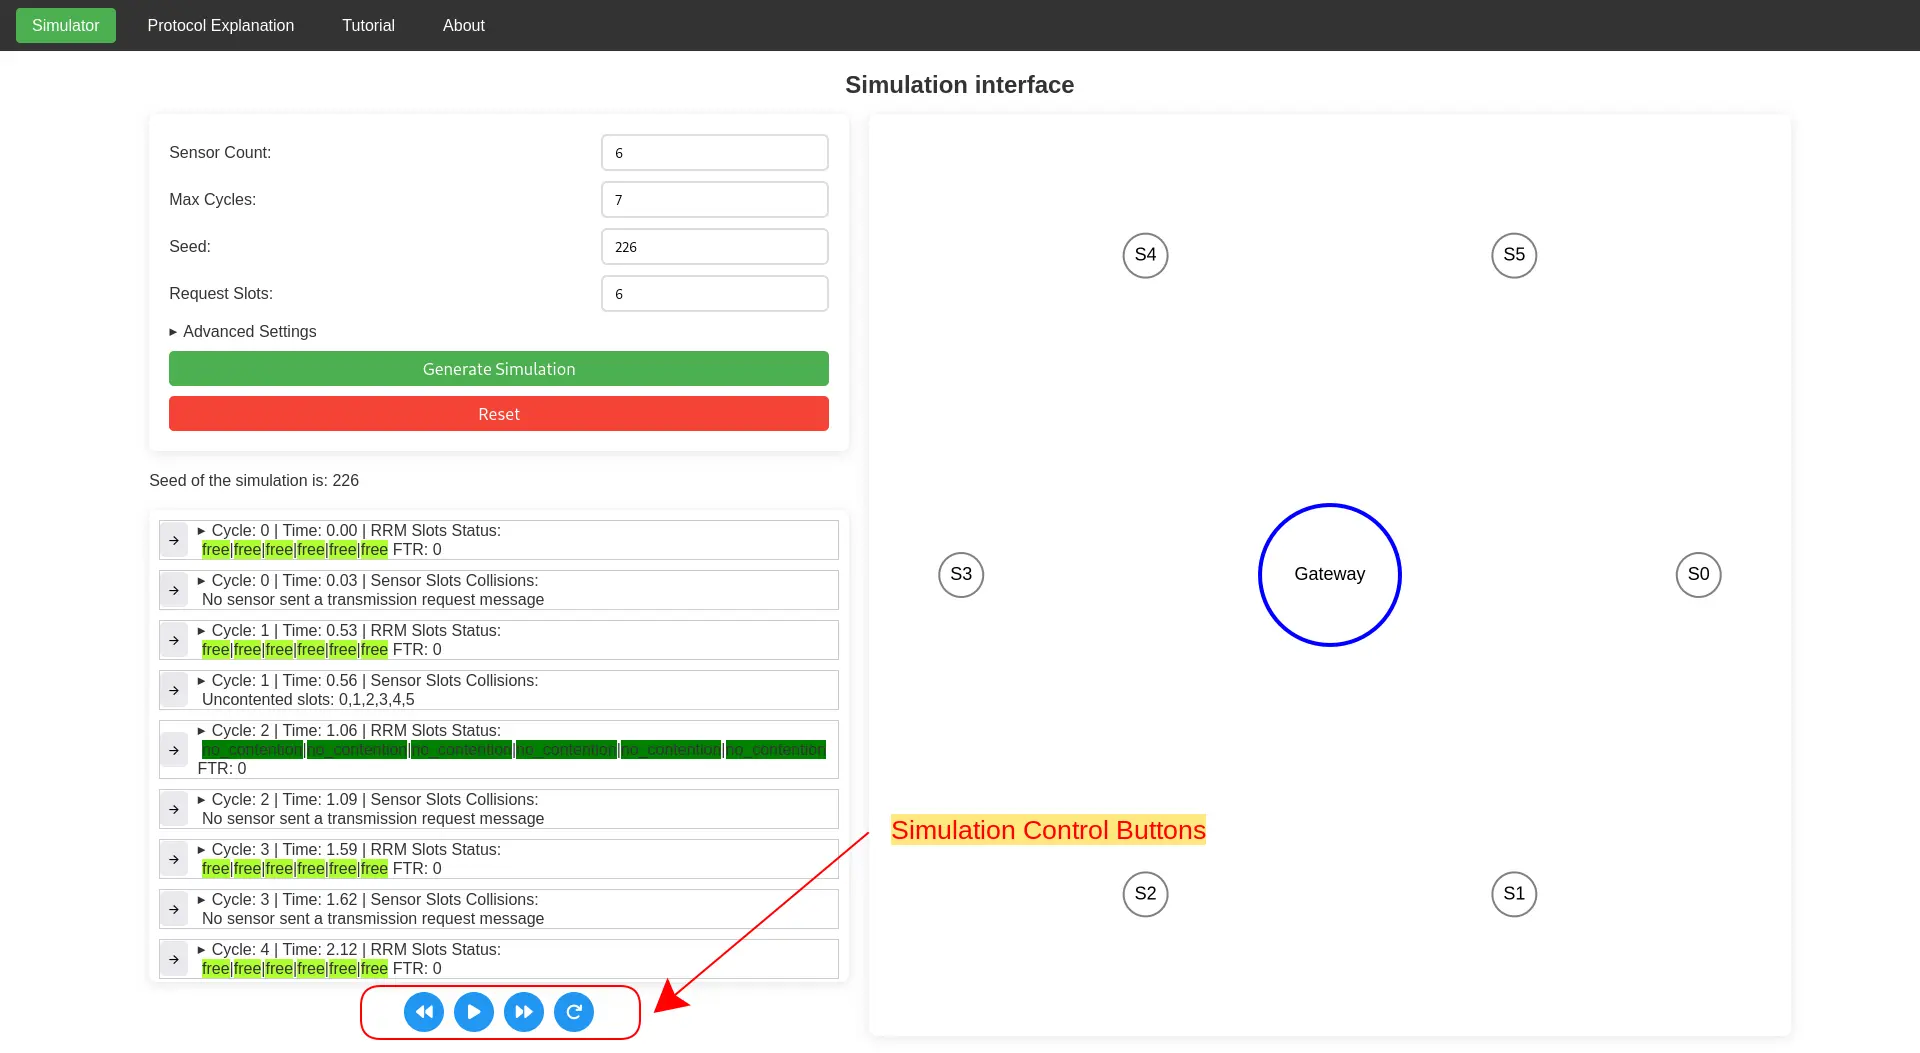 Simulator Protocol Explanation Tutorial About
Simulation interface
Sensor Count: 6
Max Cycles: 7
Seed: 226
Request Slots: 6
▸ Advanced Settings
Generate Simulation
Reset
Seed of the simulation is: 226
→ ▸ Cycle: 0 | Time: 0.00 | RRM Slots Status:
free|free|free|free|free|free FTR: 0
→ ▸ Cycle: 0 | Time: 0.03 | Sensor Slots Collisions:
No sensor sent a transmission request message
→ ▸ Cycle: 1 | Time: 0.53 | RRM Slots Status:
free|free|free|free|free|free FTR: 0
→ ▸ Cycle: 1 | Time: 0.56 | Sensor Slots Collisions:
Uncontented slots: 0,1,2,3,4,5
→ ▸ Cycle: 2 | Time: 1.06 | RRM Slots Status:
no_contention|no_contention|no_contention|no_contention|no_contention|no_contention
FTR: 0
→ ▸ Cycle: 2 | Time: 1.09 | Sensor Slots Collisions:
No sensor sent a transmission request message
→ ▸ Cycle: 3 | Time: 1.59 | RRM Slots Status:
free|free|free|free|free|free FTR: 0
→ ▸ Cycle: 3 | Time: 1.62 | Sensor Slots Collisions:
No sensor sent a transmission request message
→ ▸ Cycle: 4 | Time: 2.12 | RRM Slots Status:
free|free|free|free|free|free FTR: 0
S4
S5
S3
Gateway
S0
Simulation Control Buttons
S2
S1